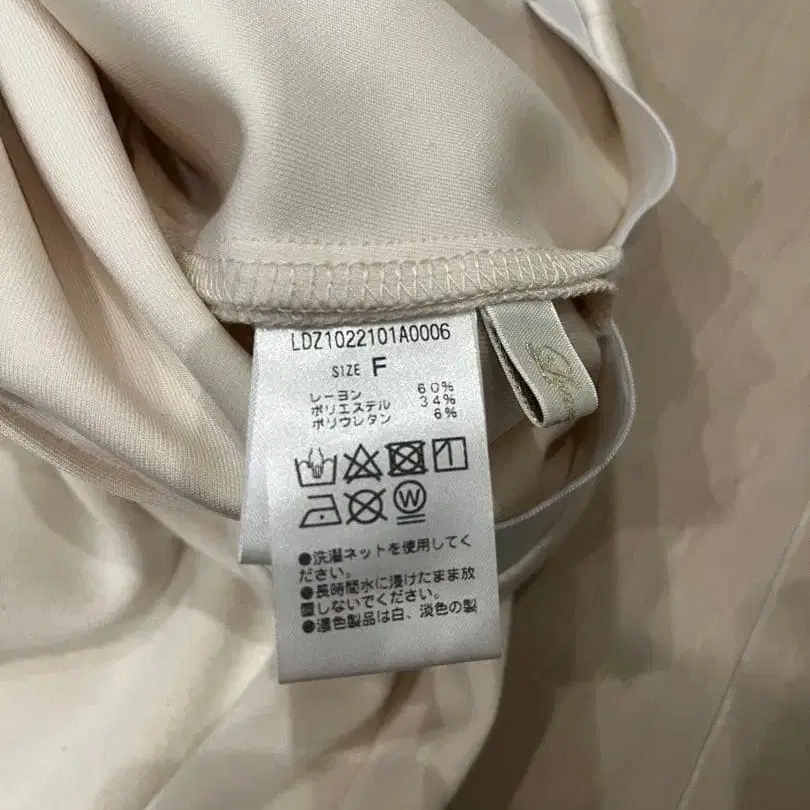 LDZ1022101A0006
SIZE F
レーヨン 60%
ポリエステル 34%
ポリウレタン 6%
W
●洗濯ネットを使用してく
ださい。
●長時間水に浸けたまま放
置しないでください。
●濃色製品は白、淡色の製